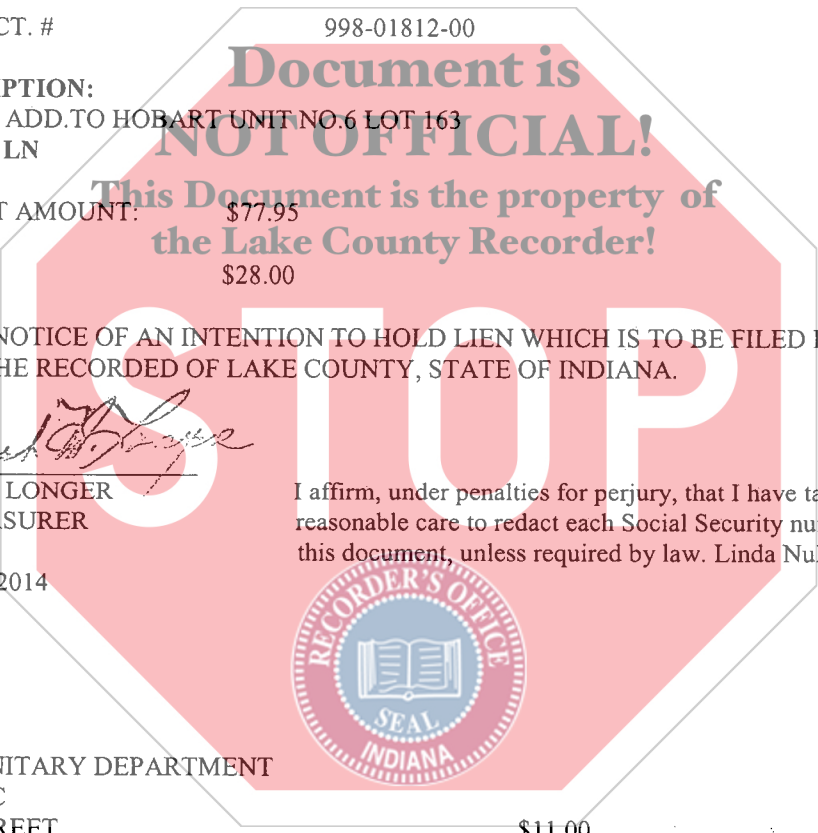 CT. # 998-01812-00
Document is
PTION:
ADD.TO HOBART UNIT NO.6 LOT 163
NOT OFFICIAL!
LN
This Document is the property of
T AMOUNT: $77.95
the Lake County Recorder!
$28.00
NOTICE OF AN INTENTION TO HOLD LIEN WHICH IS TO BE FILED
HE RECORDED OF LAKE COUNTY, STATE OF INDIANA.
STOP
LONGER
SURER
I affirm, under penalties for perjury, that I have ta
reasonable care to redact each Social Security nu
this document, unless required by law. Linda Nu
2014
RECORDER'S OFFICE
SEAL
INDIANA
NITARY DEPARTMENT
C
REET
$11.00